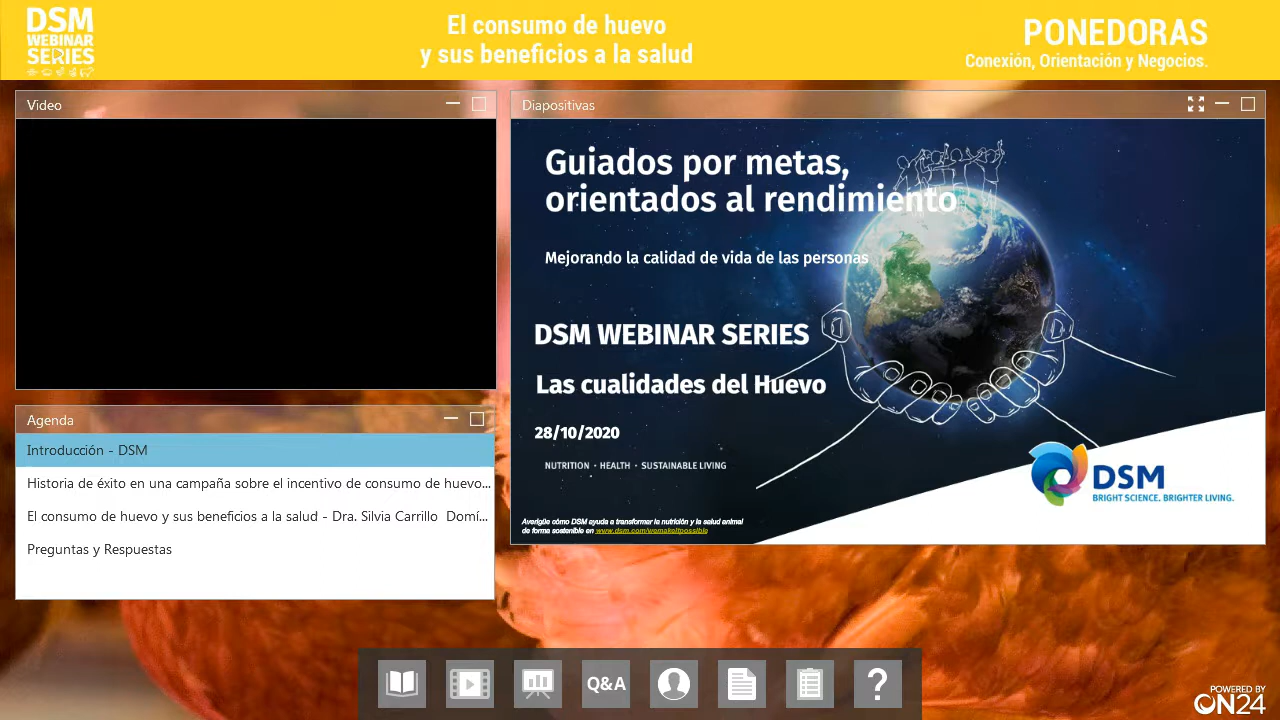 DSM
WEBINAR
SERIES
El consumo de huevo
y sus beneficios a la salud
PONEDORAS
Conexión, Orientación y Negocios.
Video
Diapositivas
Guiados por metas,
orientados al rendimiento
Mejorando la calidad de vida de las personas
DSM WEBINAR SERIES
Las cualidades del Huevo
28/10/2020
NUTRITION • HEALTH • SUSTAINABLE LIVING
DSM
BRIGHT SCIENCE. BRIGHTER LIVING.
Averigüe cómo DSM ayuda a transformar la nutrición y la salud animal
de forma sostenible en www.dsm.com/wemakeitpossible
Agenda
Introducción - DSM
Historia de éxito en una campaña sobre el incentivo de consumo de huevo...
El consumo de huevo y sus beneficios a la salud - Dra. Silvia Carrillo Domí...
Preguntas y Respuestas
Q&A
?
POWERED BY
ON24